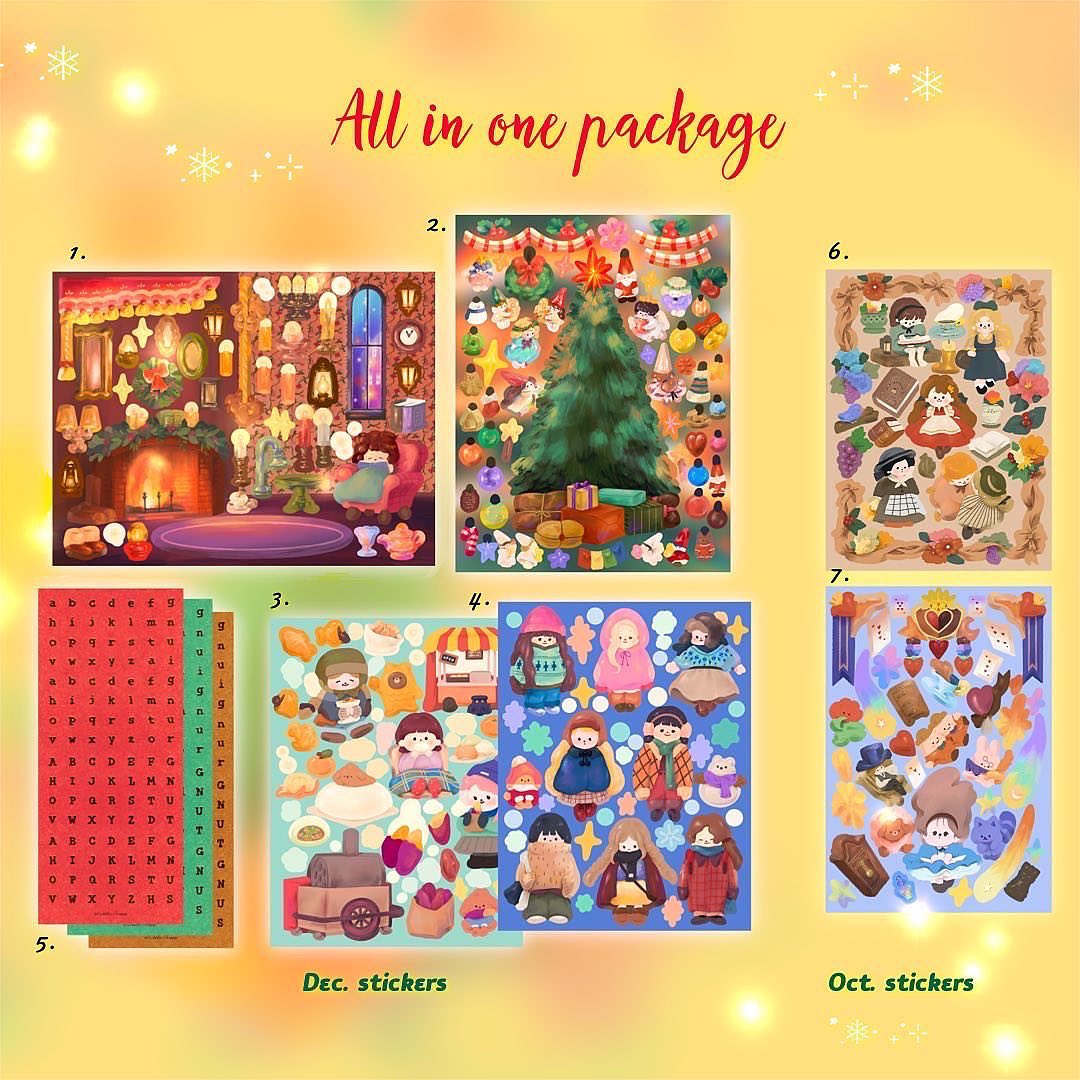 All in one package
1.
2.
6.
a b c d e f g
h i j k l m n
o p q r s t u
v w x y z a i
a b c d e f g
h i j k l m n
o p q r s t u
v w x y z o r
A B C D E F G
H I J K L M N
O P Q R S T U
V W X Y Z D T
A B C D E F G
H I J K L M N
O P Q R S T U
V W X Y Z H S
g
n
u
i
g
n
u
r
G
N
U
T
G
N
U
S
g
n
u
i
g
n
u
r
G
N
U
T
G
N
U
S
5.
3.
4.
7.
Dec. stickers
Oct. stickers